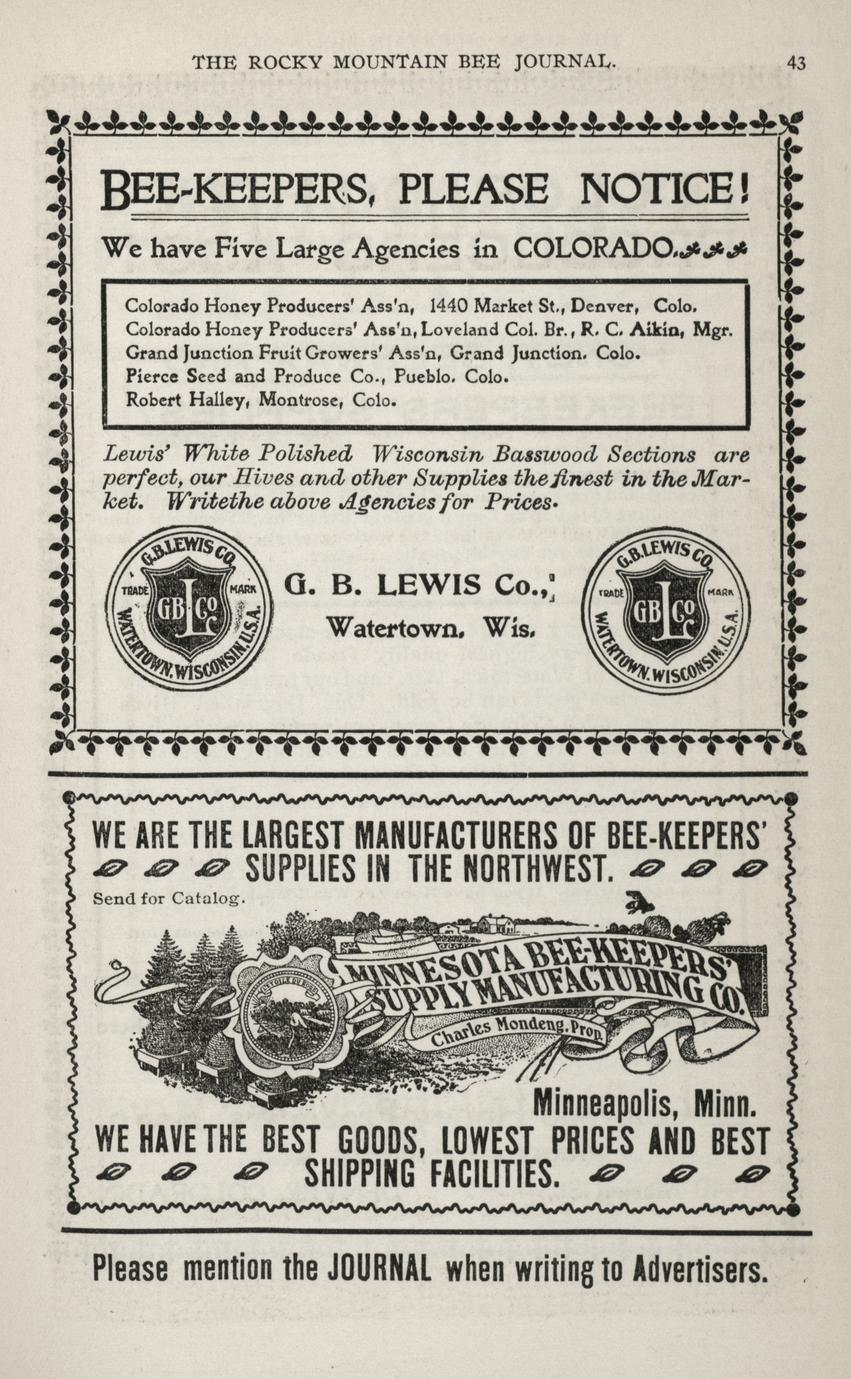 THE ROCKY MOUNTAIN BEE JOURNAL. 43
BEE-KEEPERS, PLEASE NOTICE!
We have Five Large Agencies in COLORADO.
Colorado Honey Producers' Ass'n, 1440 Market St., Denver, Colo.
Colorado Honey Producers' Ass'n, Loveland Col. Br., R. C. Aikin, Mgr.
Grand Junction Fruit Growers' Ass'n, Grand Junction. Colo.
Pierce Seed and Produce Co., Pueblo. Colo.
Robert Halley, Montrose, Colo.
Lewis' White Polished Wisconsin Basswood Sections are
perfect, our Hives and other Supplies the finest in the Mar-
ket. Writethe above Agencies for Prices.
G.B. LEWIS CO.
TRADE MARK
GB L Co
WATERTOWN, WISCONSIN, U.S.A.
G. B. LEWIS Co.,
Watertown. Wis.
G.B. LEWIS CO.
TRADE MARK
GB L Co
WATERTOWN, WISCONSIN, U.S.A.
WE ARE THE LARGEST MANUFACTURERS OF BEE-KEEPERS'
SUPPLIES IN THE NORTHWEST.
Send for Catalog.
MINNESOTA BEE-KEEPERS'
SUPPLY MANUFACTURING CO.
Charles Mondeng, Prop
Minneapolis, Minn.
WE HAVE THE BEST GOODS, LOWEST PRICES AND BEST
SHIPPING FACILITIES.
Please mention the JOURNAL when writing to Advertisers.